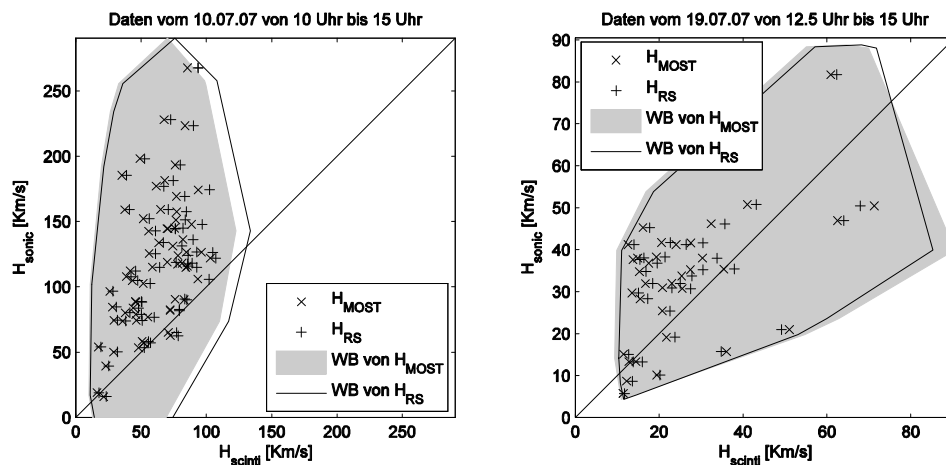 Daten vom 10.07.07 von 10 Uhr bis 15 Uhr
H_sonic [Km/s]
250
200
150
100
50
0
H_MOST
H_RS
WB von H_MOST
WB von H_RS
0 50 100 150 200 250
H_scintl [Km/s]
Daten vom 19.07.07 von 12.5 Uhr bis 15 Uhr
H_sonic [Km/s]
90
80
70
60
50
40
30
20
10
0
H_MOST
H_RS
WB von H_MOST
WB von H_RS
0 20 40 60 80
H_scintl [Km/s]